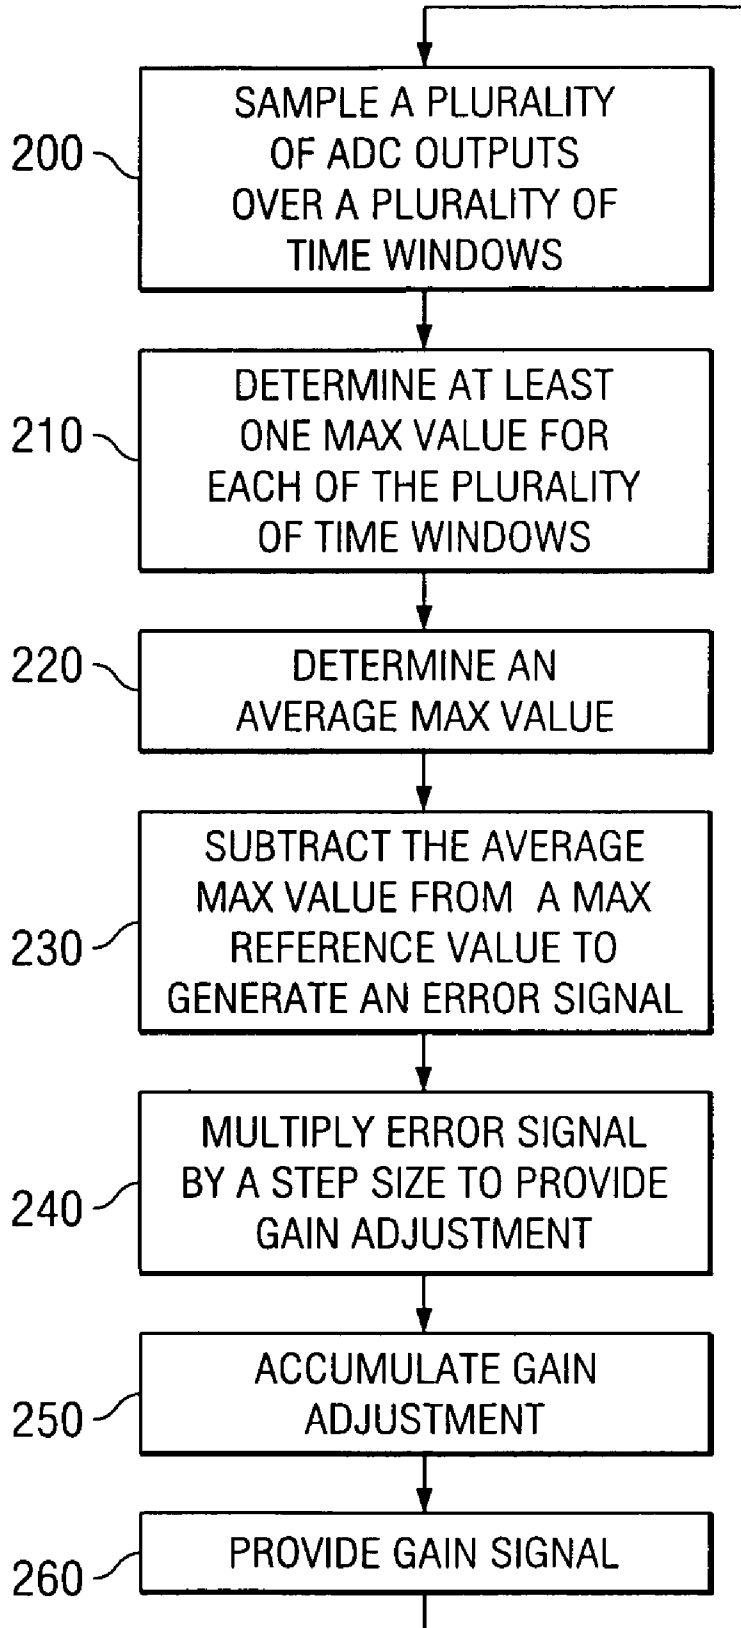 200
SAMPLE A PLURALITY
OF ADC OUTPUTS
OVER A PLURALITY OF
TIME WINDOWS
210
DETERMINE AT LEAST
ONE MAX VALUE FOR
EACH OF THE PLURALITY
OF TIME WINDOWS
220
DETERMINE AN
AVERAGE MAX VALUE
230
SUBTRACT THE AVERAGE
MAX VALUE FROM A MAX
REFERENCE VALUE TO
GENERATE AN ERROR SIGNAL
240
MULTIPLY ERROR SIGNAL
BY A STEP SIZE TO PROVIDE
GAIN ADJUSTMENT
250
ACCUMULATE GAIN
ADJUSTMENT
260
PROVIDE GAIN SIGNAL